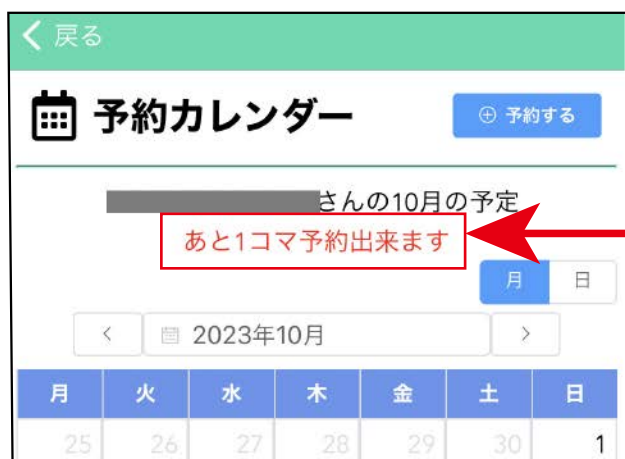 戻る
予約カレンダー
予約する
さんの10月の予定
あと1コマ予約出来ます
月 日
2023年10月
月 火 水 木 金 土 日
25 26 27 28 29 30 1